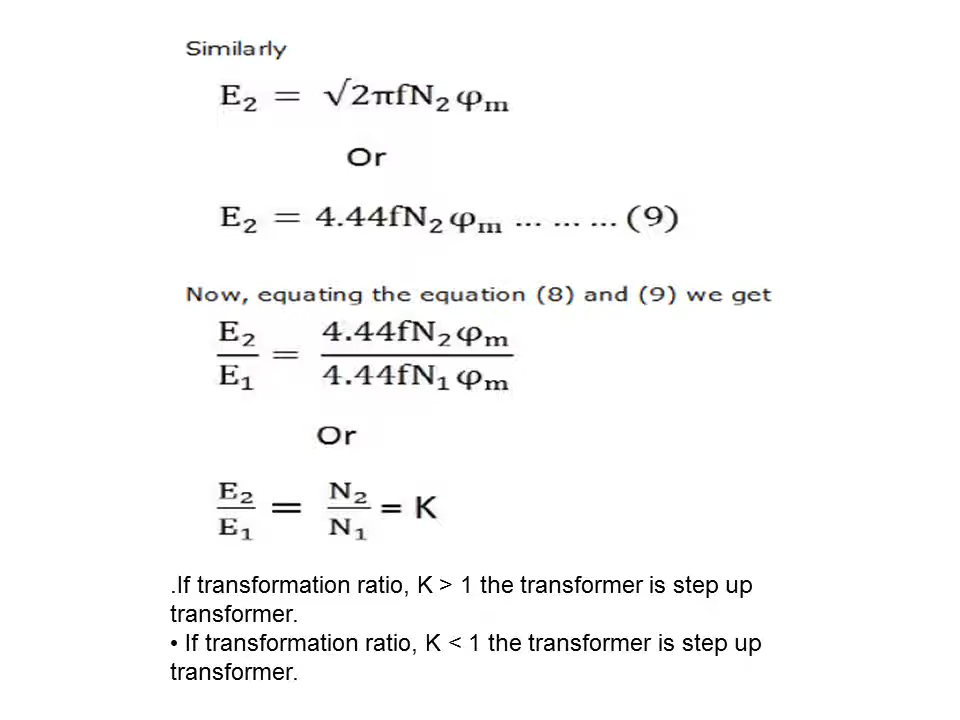 Similarly
E₂ = √2πfN₂φₘ
Or
E₂ = 4.44fN₂φₘ ... ... ... (9)
Now, equating the equation (8) and (9) we get
E₂/E₁ = 4.44fN₂φₘ/4.44fN₁φₘ
Or
E₂/E₁ = N₂/N₁ = K
.If transformation ratio, K > 1 the transformer is step up
transformer.
• If transformation ratio, K < 1 the transformer is step up
transformer.